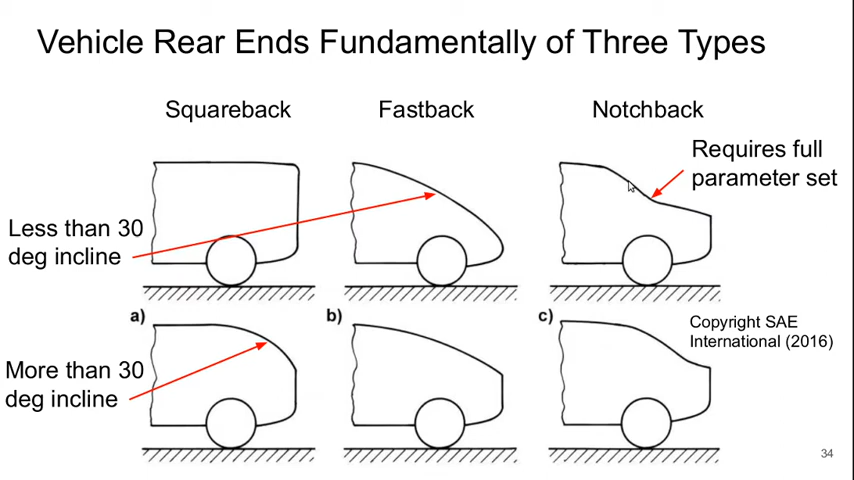 Vehicle Rear Ends Fundamentally of Three Types
Squareback
Fastback
Notchback
Requires full
parameter set
Less than 30
deg incline
a)
b)
c)
Copyright SAE
International (2016)
More than 30
deg incline
34